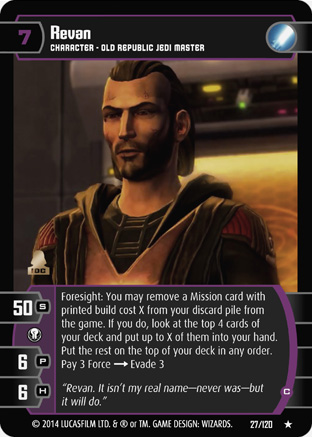 7
Revan
CHARACTER • OLD REPUBLIC JEDI MASTER
IDC
50 S
6 P
6 H
Foresight: You may remove a Mission card with
printed build cost X from your discard pile from
the game. If you do, look at the top 4 cards of
your deck and put up to X of them into your hand.
Put the rest on the top of your deck in any order.
Pay 3 Force → Evade 3
“Revan. It isn't my real name—never was—but
it will do.”
C
© 2014 LUCASFILM LTD. & ® or TM. GAME DESIGN: WIZARDS.
27/120 ★